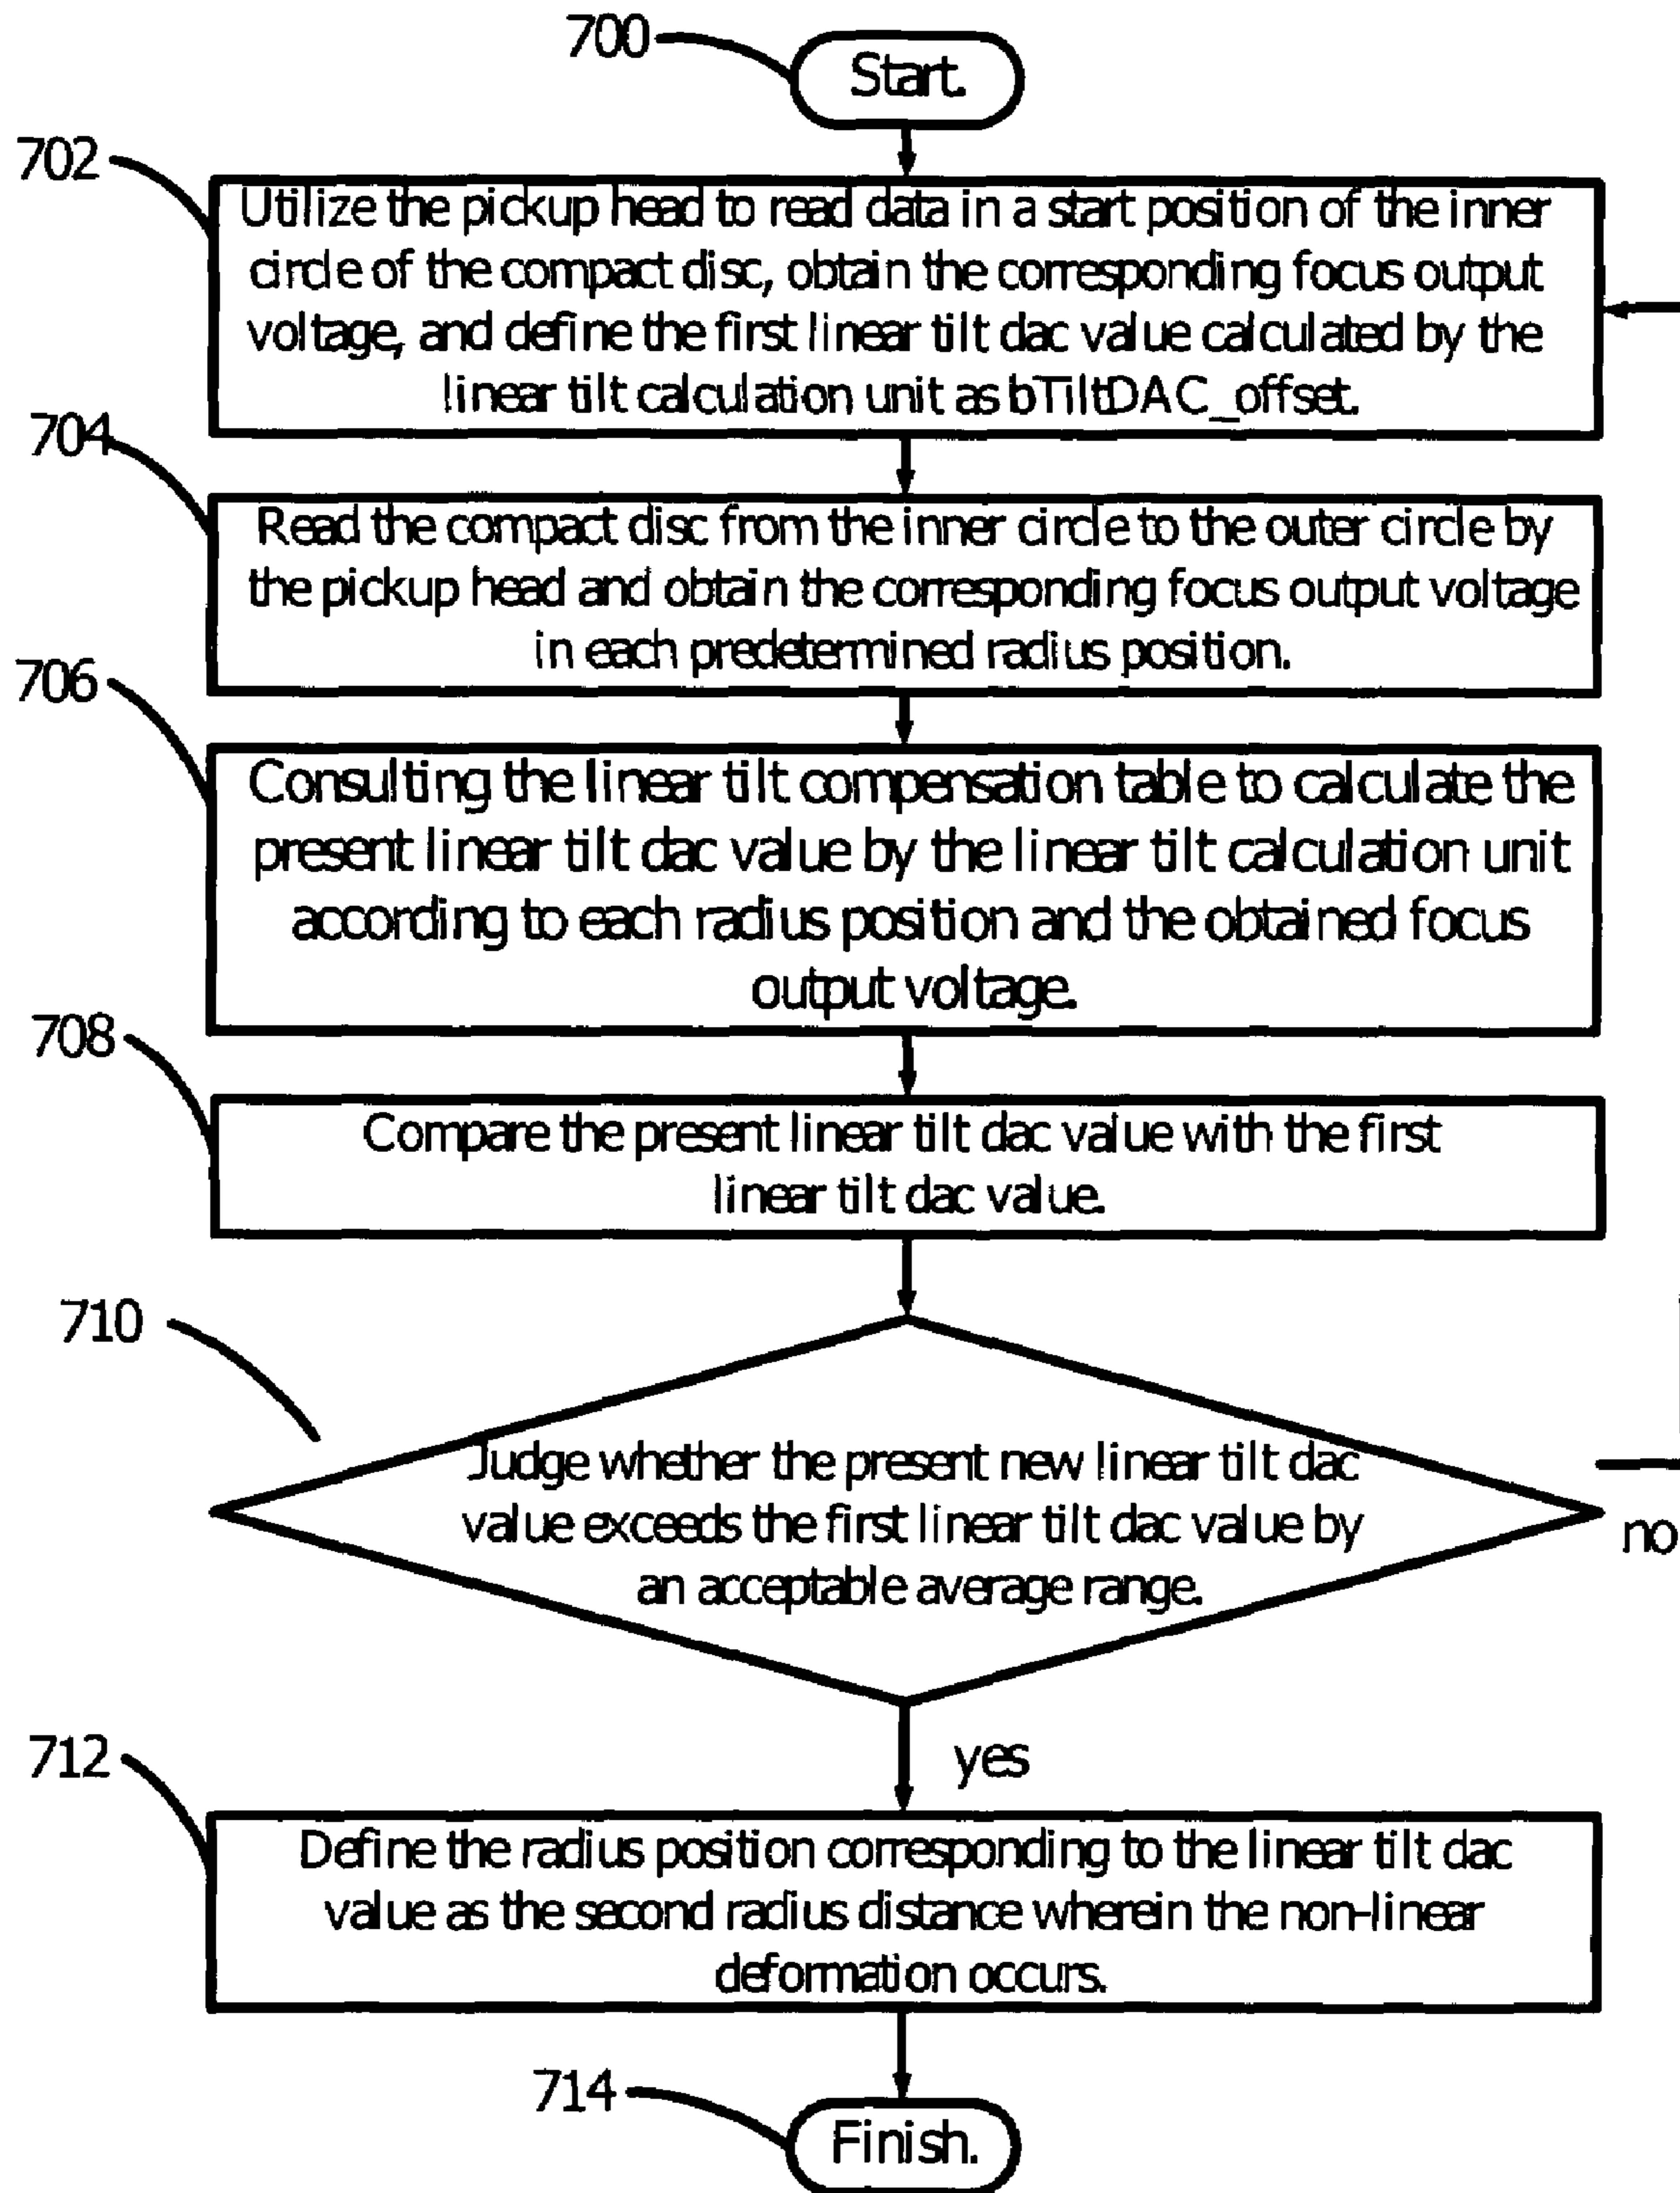 700
Start.
702
Utilize the pickup head to read data in a start position of the inner
circle of the compact disc, obtain the corresponding focus output
voltage, and define the first linear tilt dac value calculated by the
linear tilt calculation unit as bTiltDAC_offset.
704
Read the compact disc from the inner circle to the outer circle by
the pickup head and obtain the corresponding focus output voltage
in each predetermined radius position.
706
Consulting the linear tilt compensation table to calculate the
present linear tilt dac value by the linear tilt calculation unit
according to each radius position and the obtained focus
output voltage.
708
Compare the present linear tilt dac value with the first
linear tilt dac value.
710
Judge whether the present new linear tilt dac
value exceeds the first linear tilt dac value by
an acceptable average range.
no
yes
712
Define the radius position corresponding to the linear tilt dac
value as the second radius distance wherein the non-linear
deformation occurs.
714
Finish.